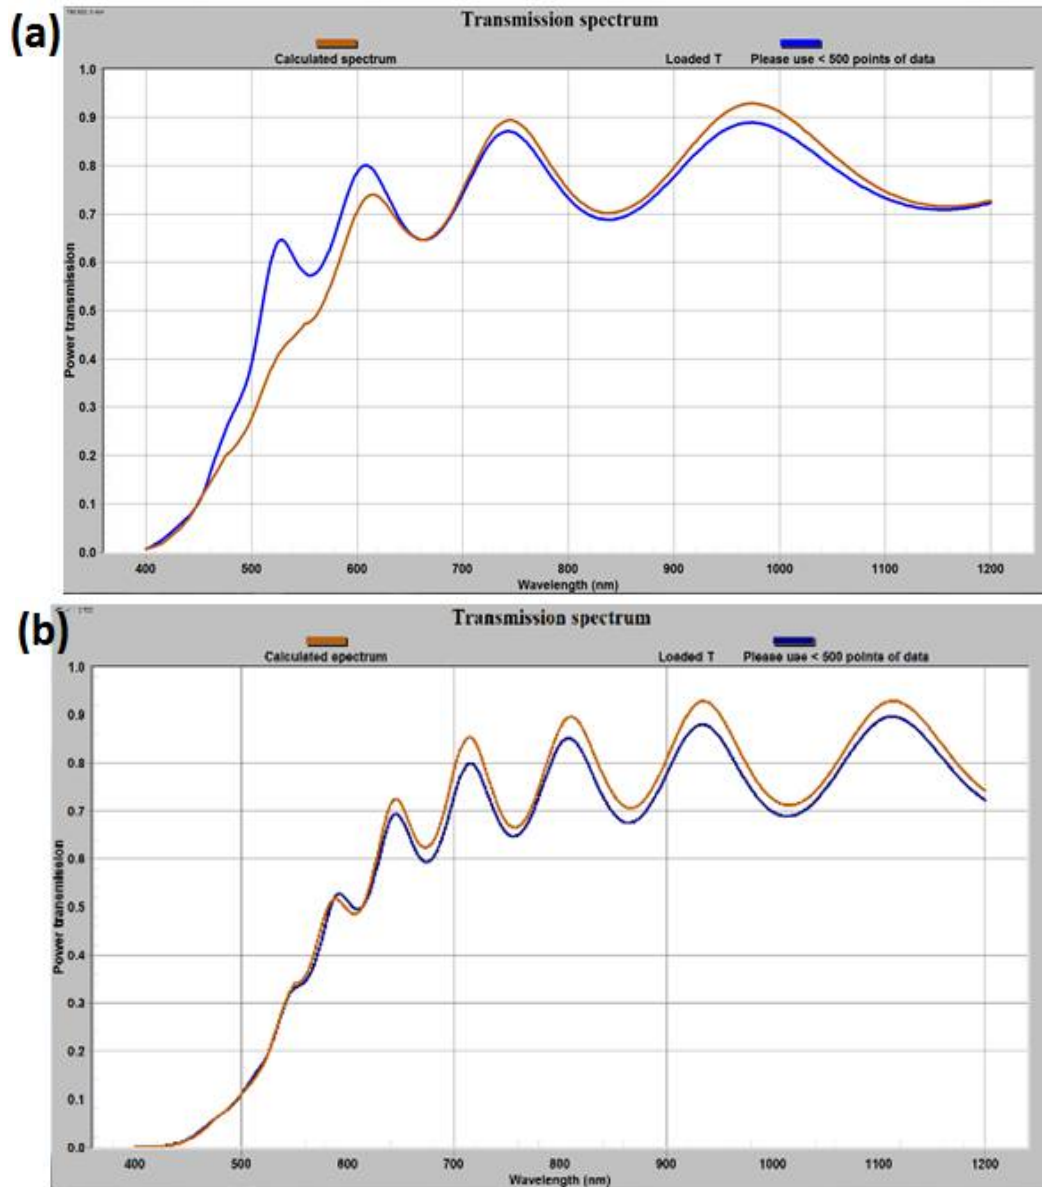 (a)
Transmission spectrum
Calculated spectrum Loaded T Please use < 500 points of data
1.0
0.9
0.8
0.7
0.6
0.5
0.4
0.3
0.2
0.1
0.0
Power transmission
400 500 600 700 800 900 1000 1100 1200
Wavelength (nm)
(b)
Transmission spectrum
Calculated spectrum Loaded T Please use < 500 points of data
1.0
0.9
0.8
0.7
0.6
0.5
0.4
0.3
0.2
0.1
0.0
Power transmission
400 500 600 700 800 900 1000 1100 1200
Wavelength (nm)